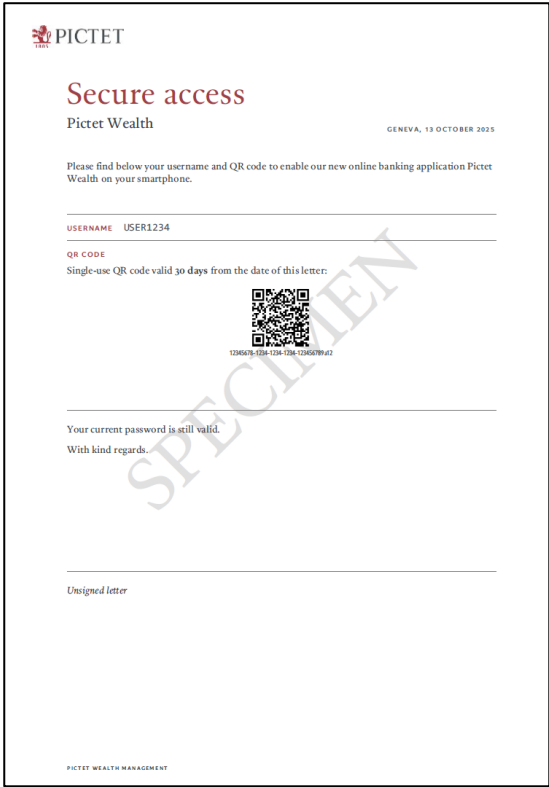 PICTET
1805
Secure access
Pictet Wealth
GENEVA, 13 OCTOBER 2025
Please find below your username and QR code to enable our new online banking application Pictet
Wealth on your smartphone.
USERNAME USER1234
QR CODE
Single-use QR code valid 30 days from the date of this letter:
12345678-1234-1234-1234-123456789a12
SPECIMEN
Your current password is still valid.
With kind regards.
Unsigned letter
PICTET WEALTH MANAGEMENT